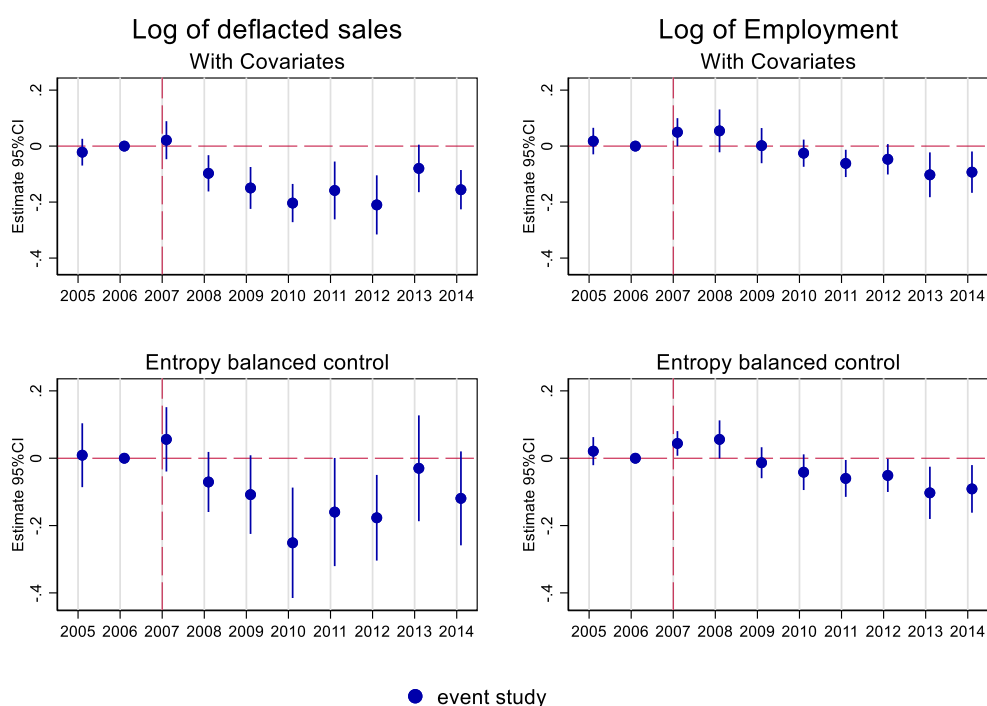 Log of deflacted sales
With Covariates
Estimate 95%CI
.2
0
-.2
-.4
2005 2006 2007 2008 2009 2010 2011 2012 2013 2014
Log of Employment
With Covariates
Estimate 95%CI
.2
0
-.2
-.4
2005 2006 2007 2008 2009 2010 2011 2012 2013 2014
Entropy balanced control
Estimate 95%CI
.2
0
-.2
-.4
2005 2006 2007 2008 2009 2010 2011 2012 2013 2014
Entropy balanced control
Estimate 95%CI
.2
0
-.2
-.4
2005 2006 2007 2008 2009 2010 2011 2012 2013 2014
event study